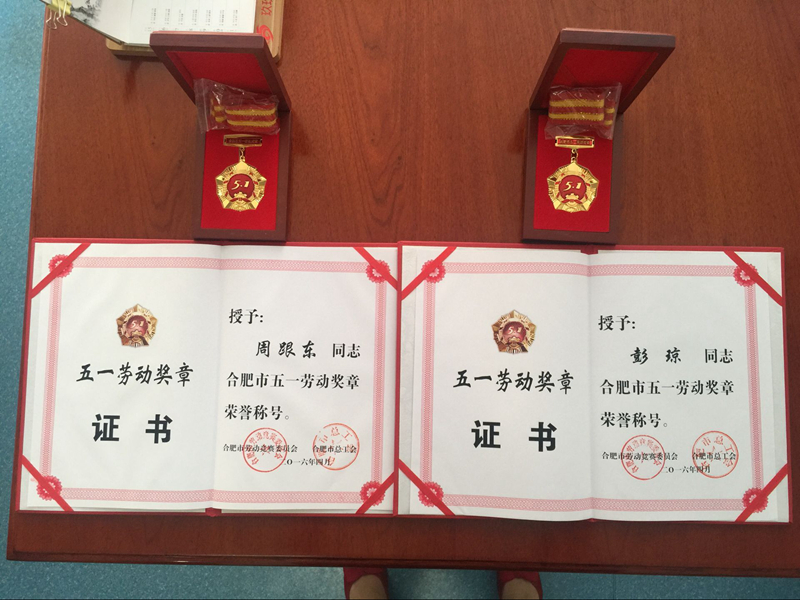 5·1
5·1
五一劳动奖章
证书
授予:
周跟东 同志
合肥市五一劳动奖章
荣誉称号。
合肥市劳动竞赛委员会 合肥市总工会
二〇一六年四月
五一劳动奖章
证书
授予:
彭琼 同志
合肥市五一劳动奖章
荣誉称号。
合肥市劳动竞赛委员会 合肥市总工会
二〇一六年四月